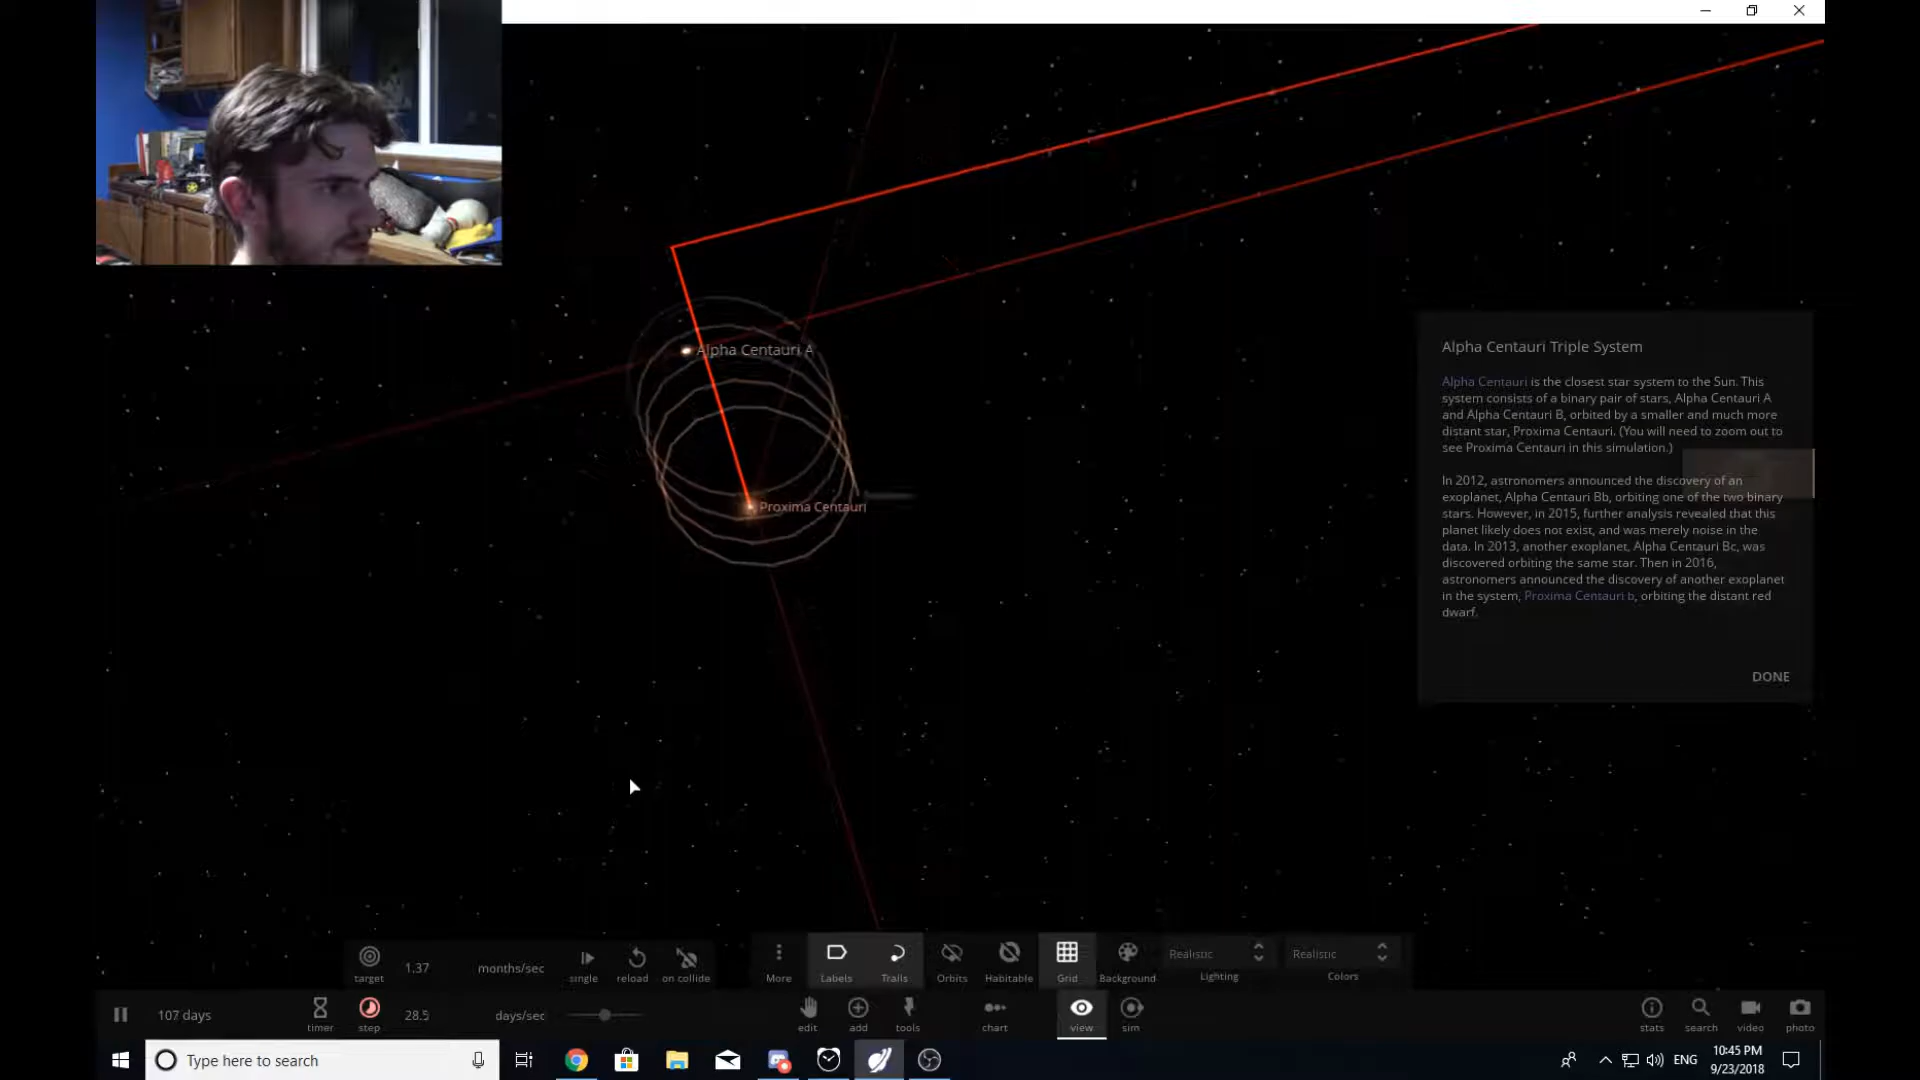 Alpha Centauri A
Proxima Centauri
Alpha Centauri Triple System
Alpha Centauri is the closest star system to the Sun. This
system consists of a binary pair of stars, Alpha Centauri A
and Alpha Centauri B, orbited by a smaller and much more
distant star, Proxima Centauri. (You will need to zoom out to
see Proxima Centauri in this simulation.)
In 2012, astronomers announced the discovery of an
exoplanet, Alpha Centauri Bb, orbiting one of the two binary
stars. However, in 2015, further analysis revealed that this
planet likely does not exist, and was merely noise in the
data. In 2013, another exoplanet, Alpha Centauri Bc, was
discovered orbiting the same star. Then in 2016,
astronomers announced the discovery of another exoplanet
in the system, Proxima Centauri b, orbiting the distant red
dwarf.
DONE
target
1.37 months/sec
single
reload
on collide
More
Labels
Trails
Orbits
Habitable
Grid
Background
Realistic
Lighting
Realistic
Colors
107 days
timer
step
28.5 days/sec
edit
add
tools
chart
view
sim
stats
search
video
photo
Type here to search
ENG
10:45 PM
9/23/2018